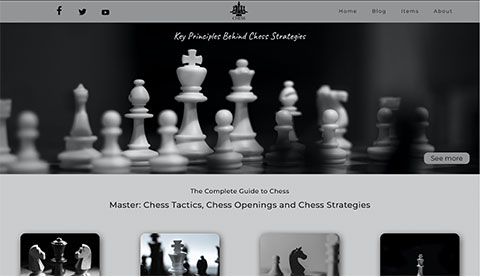 CHESS
Home Blog Items About
Key Principles Behind Chess Strategies
See more
The Complete Guide to Chess
Master: Chess Tactics, Chess Openings and Chess Strategies